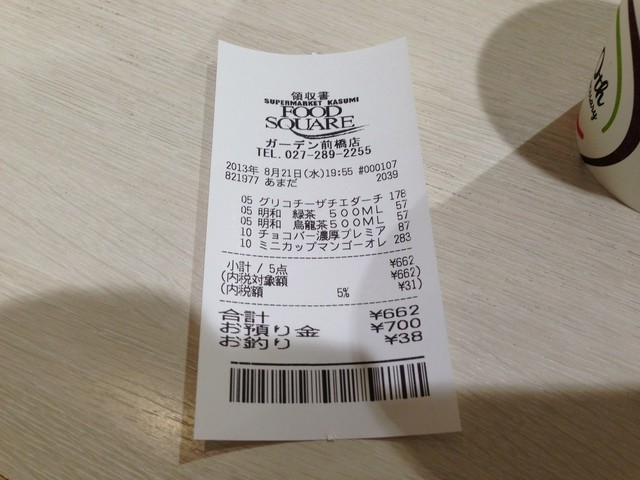 領収書
SUPERMARKET KASUMI
FOOD
SQUARE
ガーデン前橋店
TEL.027-289-2255
2013年 8月21日(水)19:55 #000107
821977 あまだ 2039
05 グリコチーザチエダーチ 178
05 明和 緑茶 500ML 57
05 明和 烏龍茶500ML 57
10 チョコバー濃厚プレミア 87
10 ミニカップマンゴーオレ 283
小計 / 5点 ¥662
(内税対象額 ¥662)
(内税額 5% ¥31)
合計 ¥662
お預り金 ¥700
お釣り ¥38